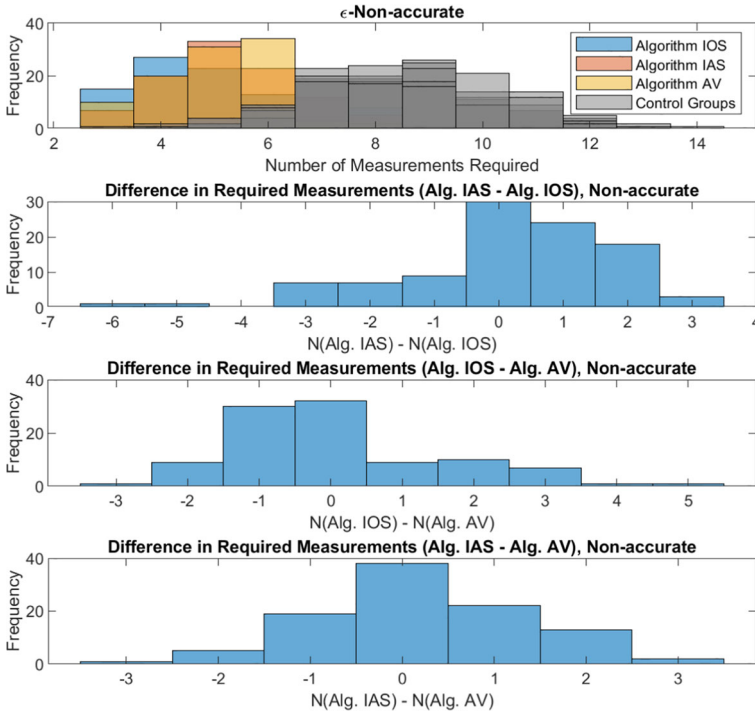 ϵ-Non-accurate
40
20
0
Frequency
Algorithm IOS
Algorithm IAS
Algorithm AV
Control Groups
2 4 6 8 10 12 14
Number of Measurements Required
Difference in Required Measurements (Alg. IAS - Alg. IOS), Non-accurate
30
20
10
0
Frequency
-7 -6 -5 -4 -3 -2 -1 0 1 2 3 4
N(Alg. IAS) - N(Alg. IOS)
Difference in Required Measurements (Alg. IOS - Alg. AV), Non-accurate
40
20
0
Frequency
-3 -2 -1 0 1 2 3 4 5
N(Alg. IOS) - N(Alg. AV)
Difference in Required Measurements (Alg. IAS - Alg. AV), Non-accurate
40
20
0
Frequency
-3 -2 -1 0 1 2 3
N(Alg. IAS) - N(Alg. AV)